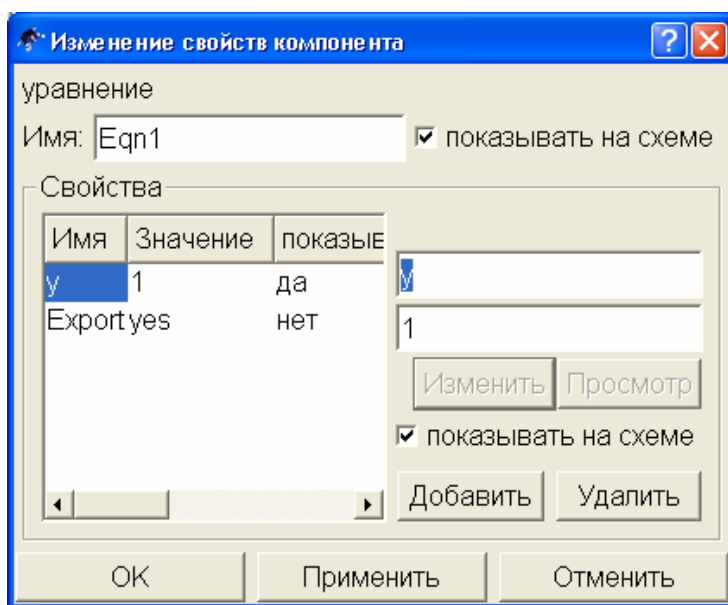 Изменение свойств компонента
уравнение
Имя: Eqn1 показывать на схеме
Свойства
Имя Значение показыв
y 1 да
Export yes нет
y
1
Изменить Просмотр
показывать на схеме
Добавить Удалить
OK Применить Отменить